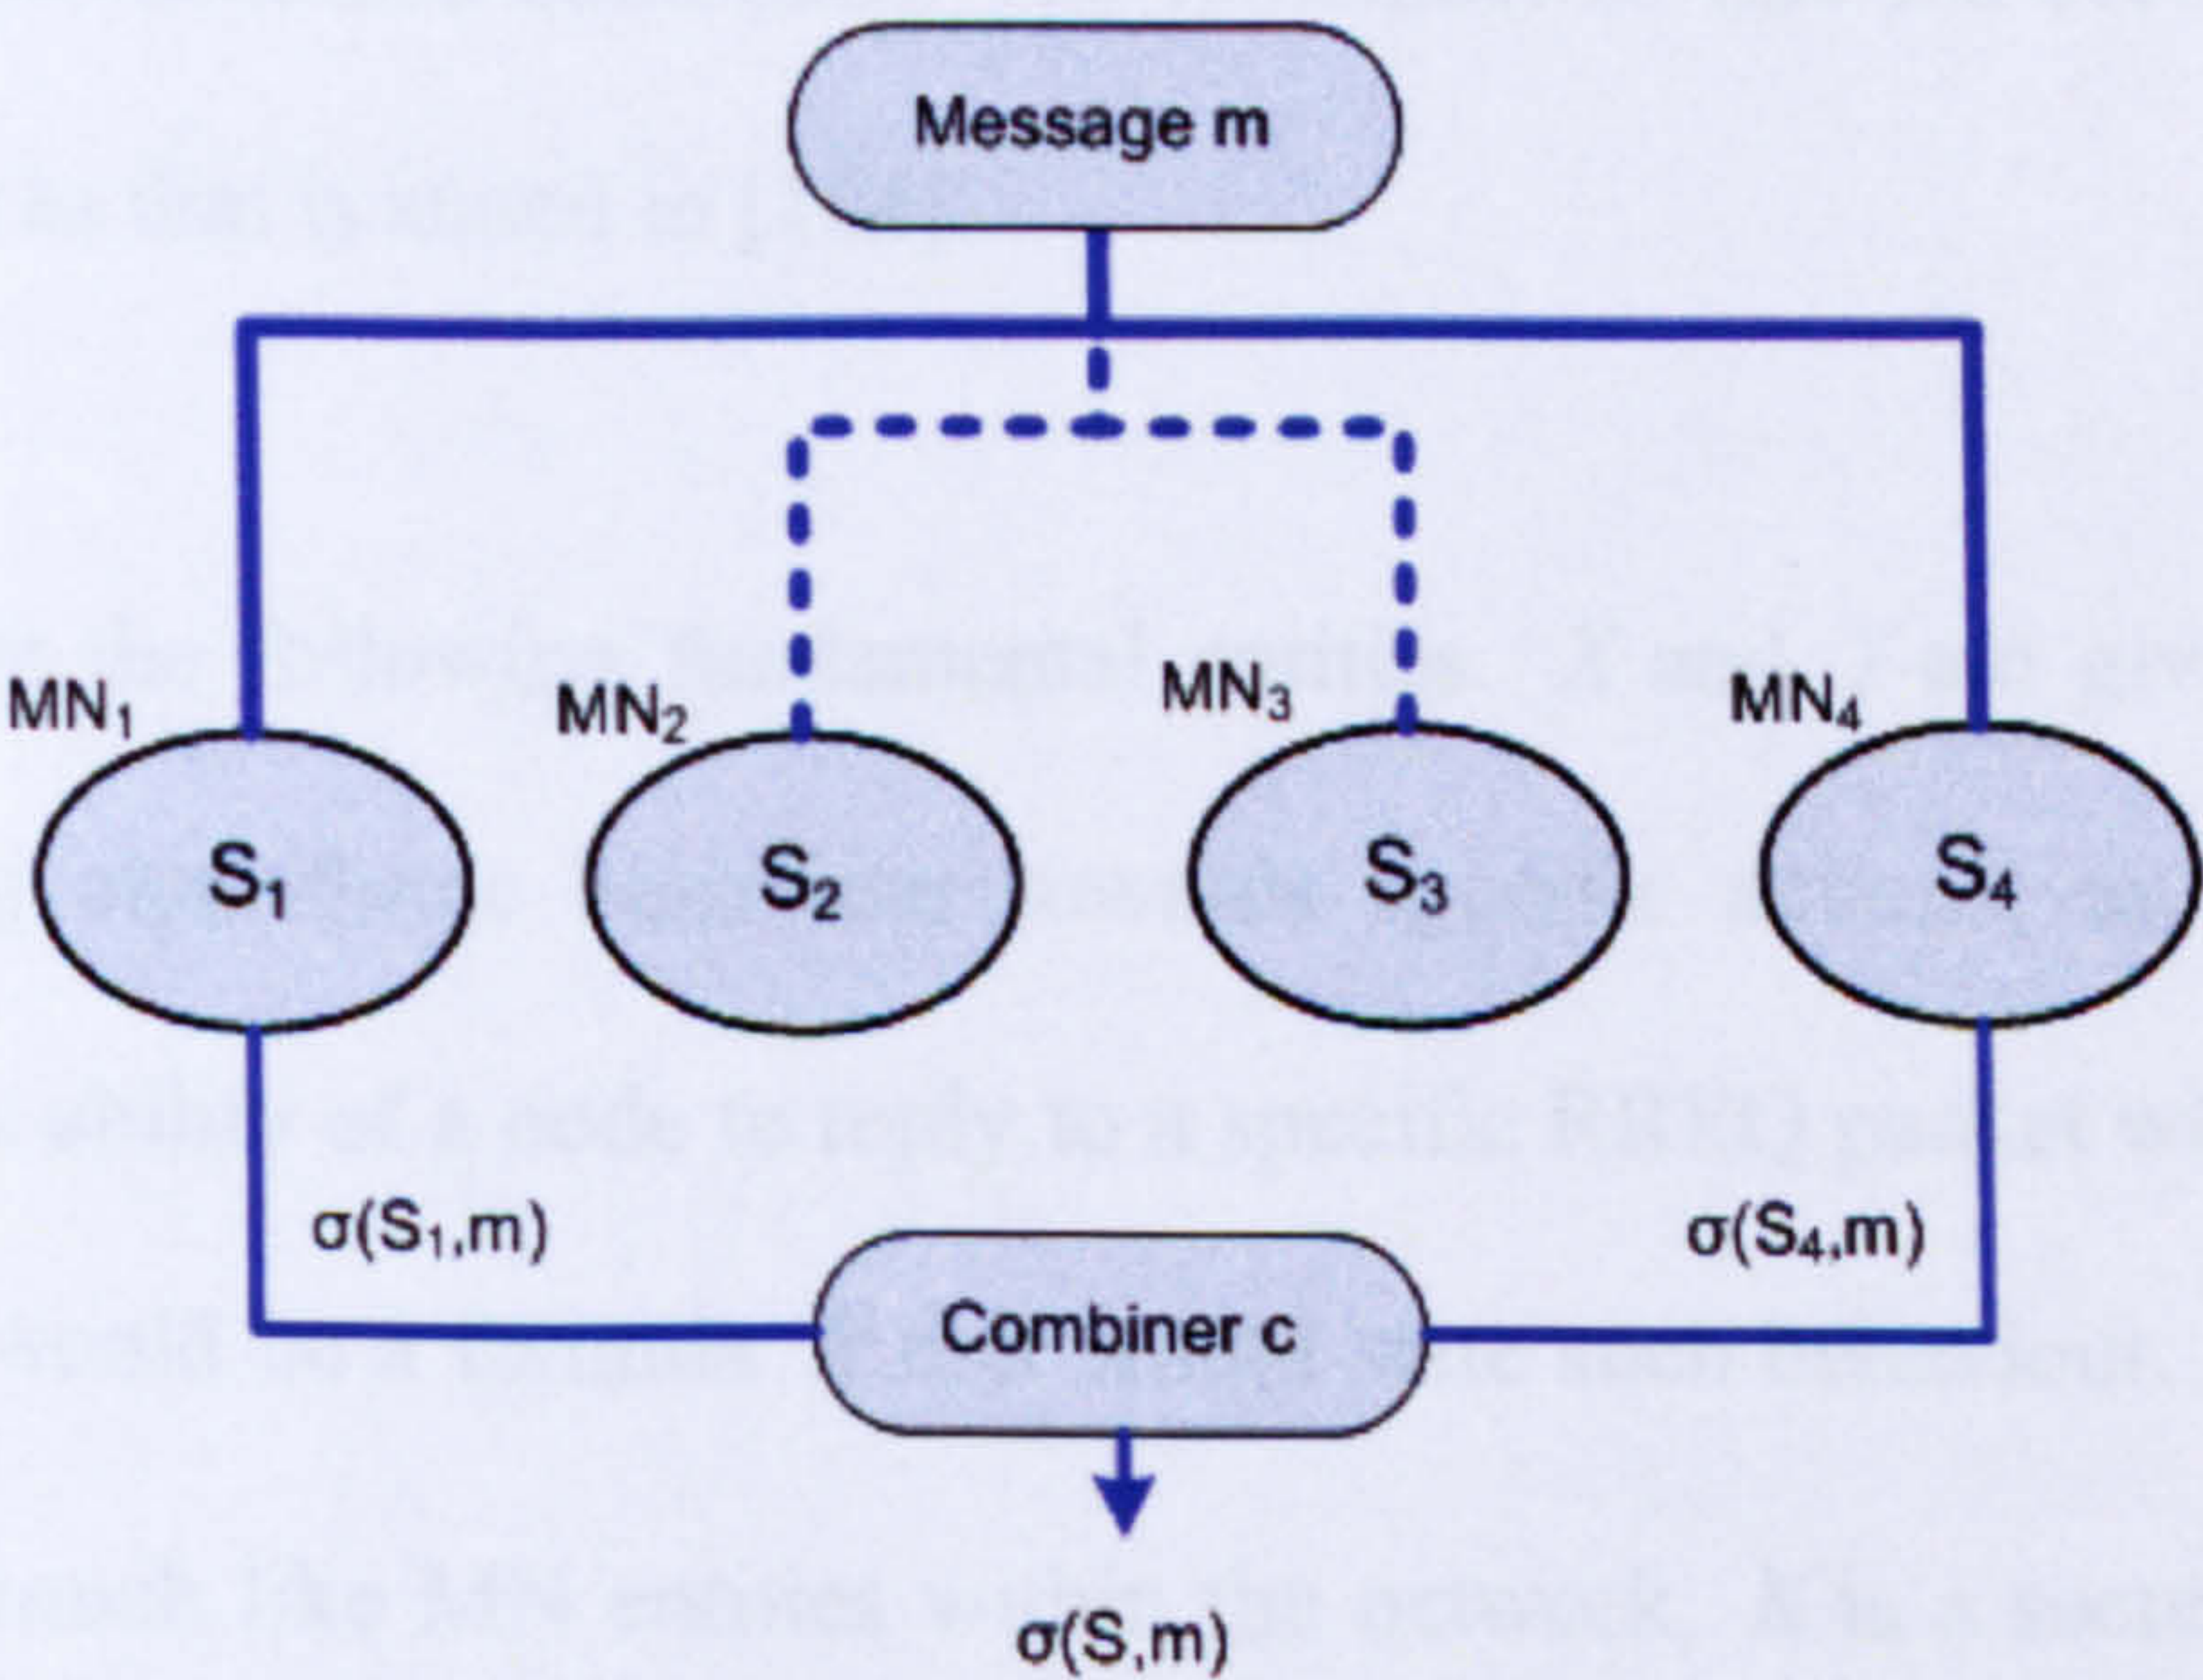 Message m
MN₁
MN₂
MN₃
MN₄
S₁
S₂
S₃
S₄
σ(S₁,m)
σ(S₄,m)
Combiner c
σ(S,m)